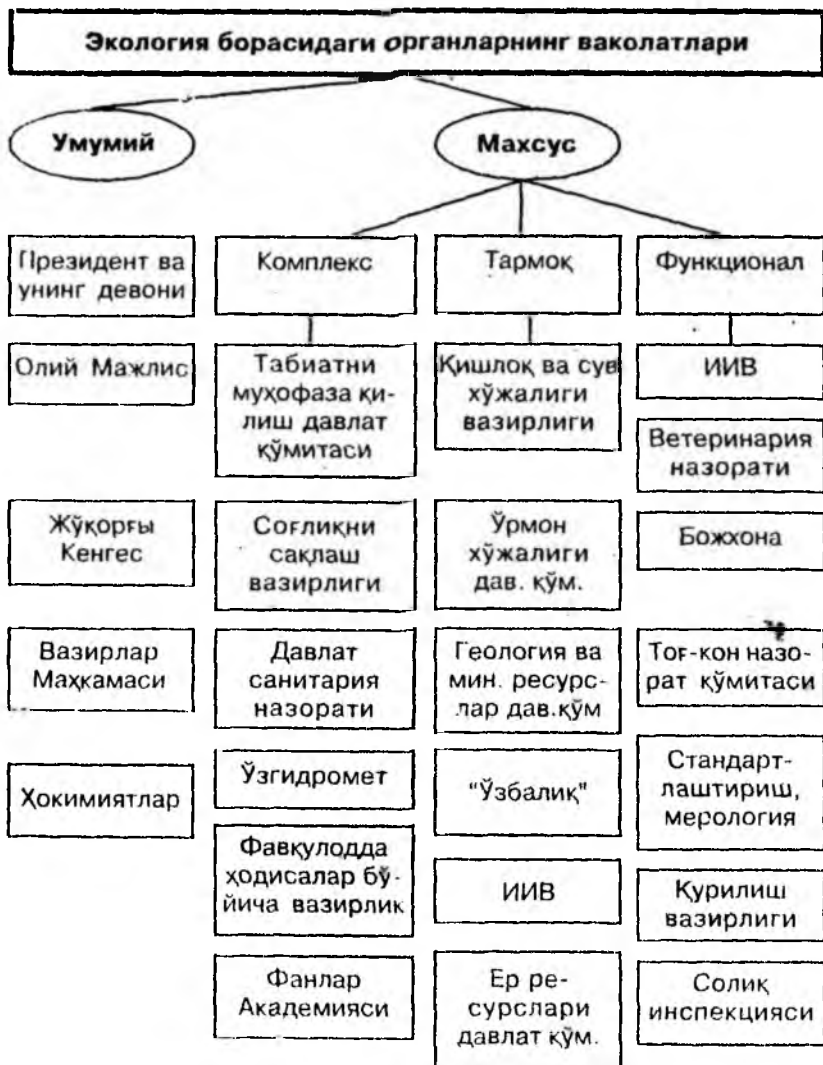 Экология борасидаги органларнинг ваколатлари
Умумий
Махсус
Президент ва
унинг девони
Комплекс
Тармоқ
Функционал
Олий Мажлис
Табиатни
муҳофаза қи-
лиш давлат
қўмитаси
Қишлоқ ва сув
хўжалиги
вазирлиги
ИИВ
Ветеринария
назорати
Жўқорғы
Кенгес
Соғлиқни
сақлаш
вазирлиги
Ўрмон
хўжалиги
дав. қўм.
Божхона
Вазирлар
Маҳкамаси
Давлат
санитария
назорати
Геология ва
мин. ресурс-
лар дав.қўм
Тоғ-кон назо-
рат қўмитаси
Ҳокимиятлар
Ўзгидромет
"Ўзбалиқ"
Стандарт-
лаштириш,
мерология
Фавқулодда
ҳодисалар бў-
йича вазирлик
ИИВ
Қурилиш
вазирлиги
Фанлар
Академияси
Ер ре-
сурслари
давлат қўм.
Солиқ
инспекцияси